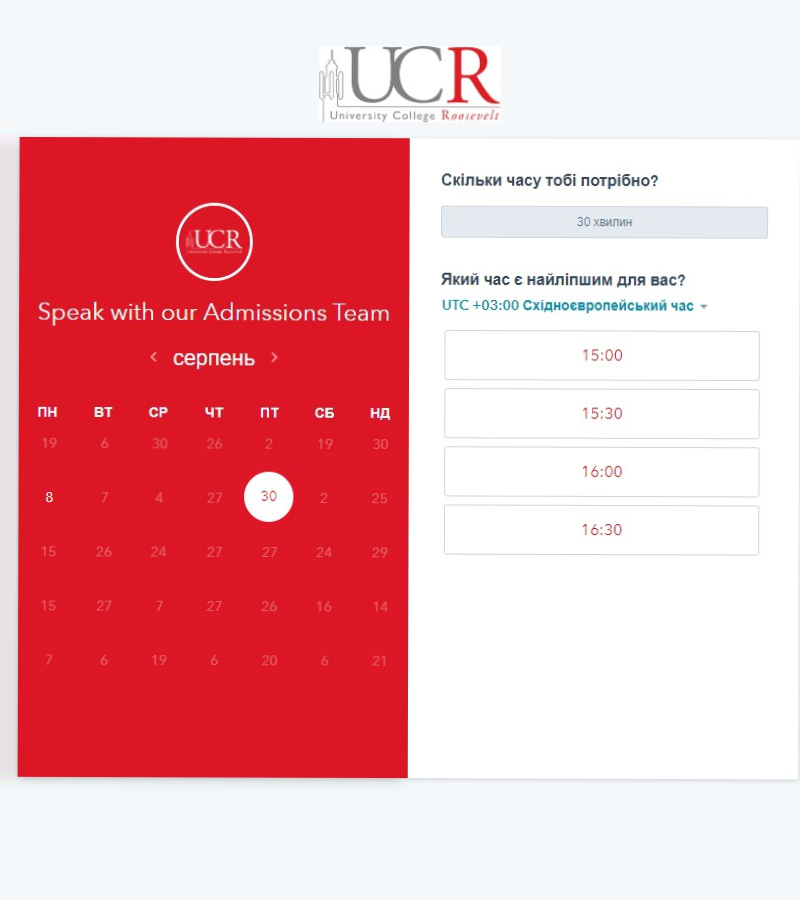 UCR
University College Roosevelt
UCR
University College Roosevelt
Speak with our Admissions Team
серпень
ПН ВТ СР ЧТ ПТ СБ НД
19 6 30 26 2 19 30
8 7 4 27 30 2 25
15 26 24 27 27 24 29
15 27 7 27 26 16 14
7 6 19 6 20 6 21
Скільки часу тобі потрібно?
30 хвилин
Який час є найліпшим для вас?
UTC +03:00 Східноєвропейський час
15:00
15:30
16:00
16:30